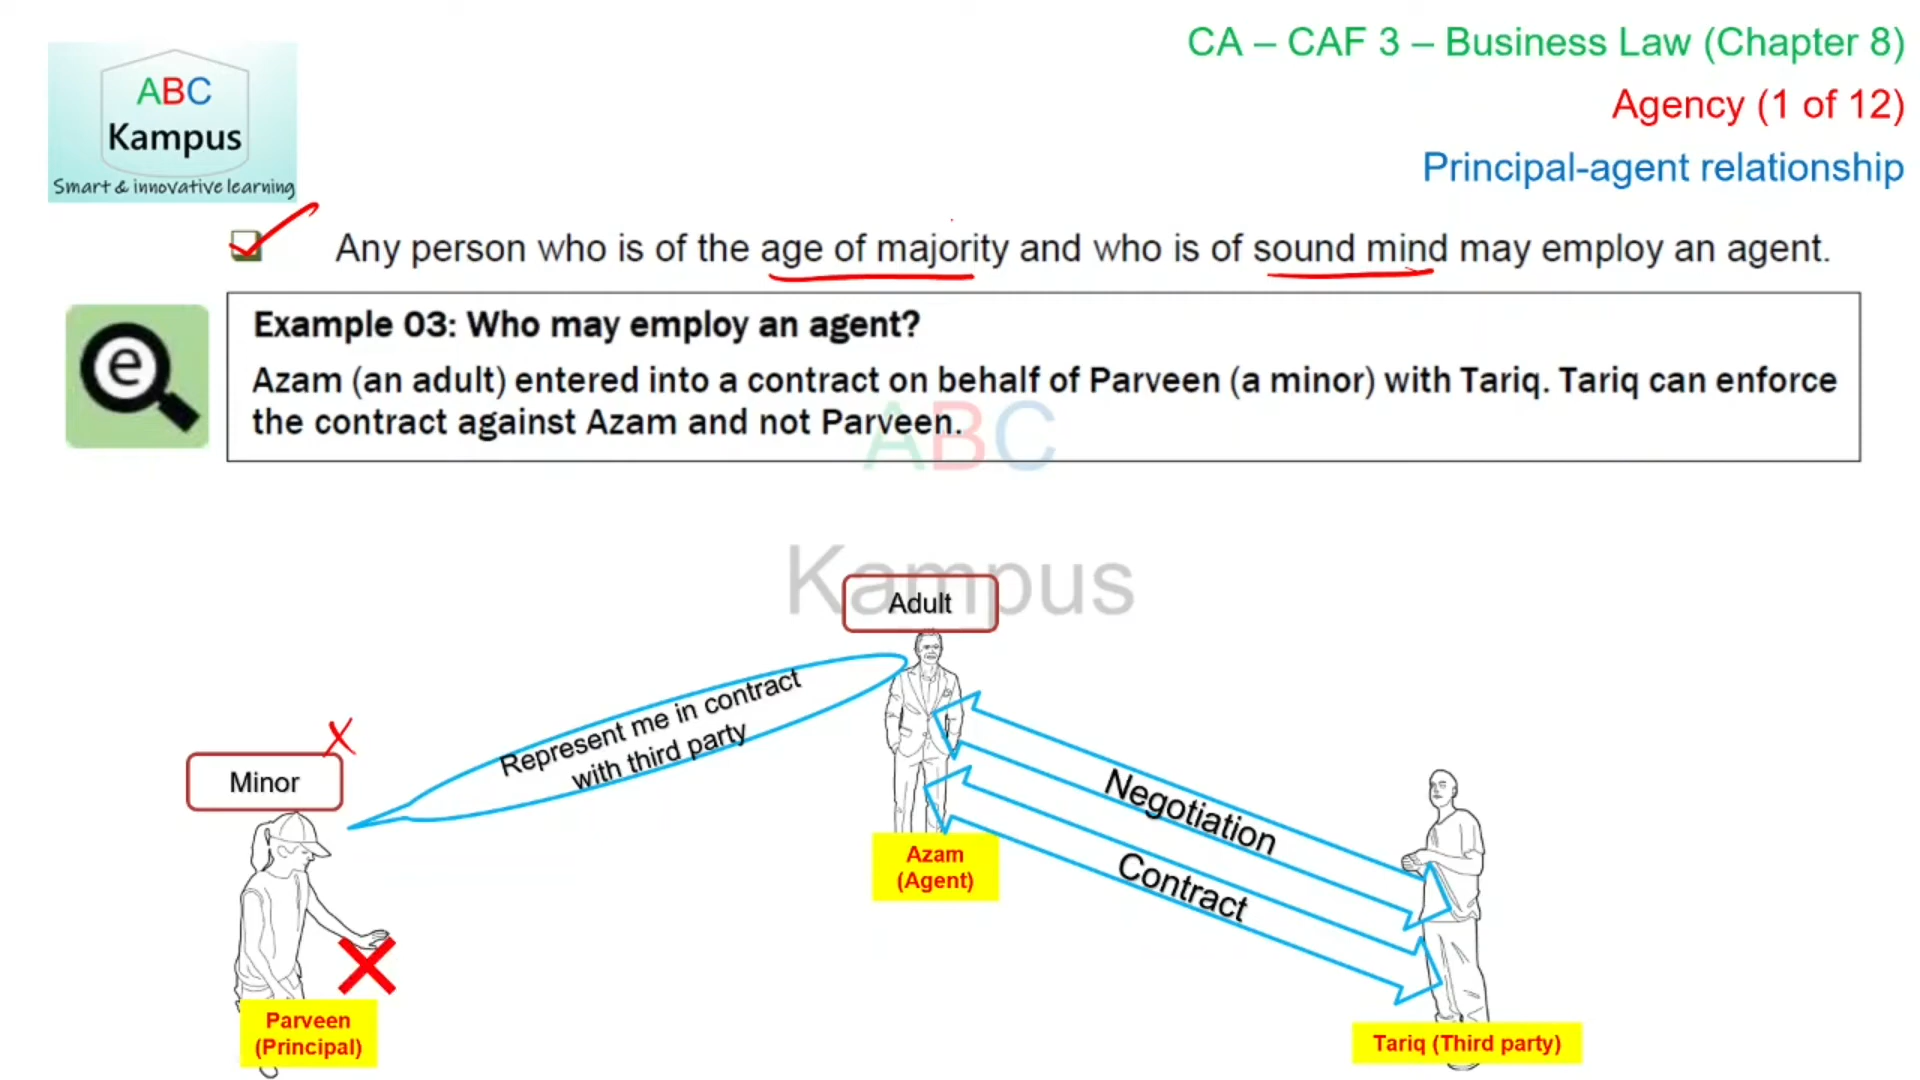 ABC
Kampus
Smart & innovative learning
CA – CAF 3 – Business Law (Chapter 8)
Agency (1 of 12)
Principal-agent relationship
Any person who is of the age of majority and who is of sound mind may employ an agent.
e
Example 03: Who may employ an agent?
Azam (an adult) entered into a contract on behalf of Parveen (a minor) with Tariq. Tariq can enforce
the contract against Azam and not Parveen.
ABC
Kampus
Adult
Represent me in contract
with third party
Minor
Negotiation
Contract
Azam
(Agent)
Parveen
(Principal)
Tariq (Third party)